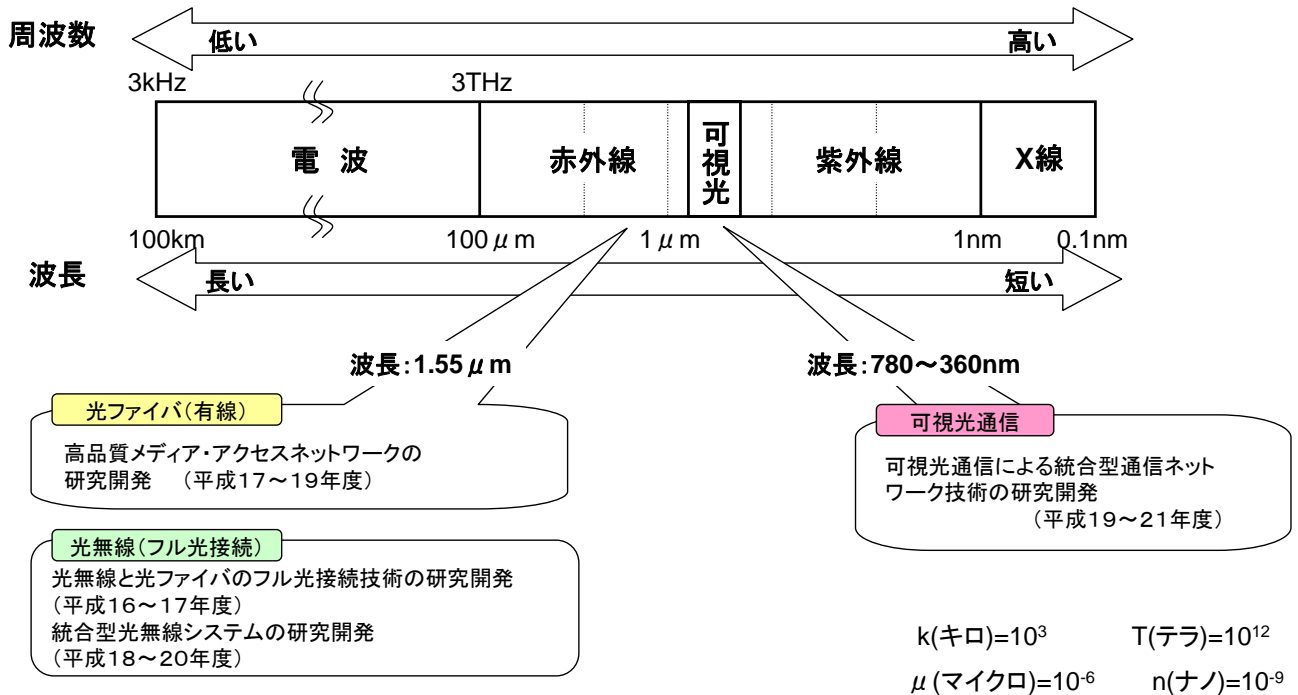 周波数
低い
高い
3kHz
3THz
電 波
赤外線
可視光
紫外線
X線
100km
100μm
1μm
1nm
0.1nm
波長
長い
短い
波長:1.55μm
波長:780～360nm
光ファイバ(有線)
高品質メディア・アクセスネットワークの
研究開発 (平成17～19年度)
可視光通信
可視光通信による統合型通信ネット
ワーク技術の研究開発
(平成19～21年度)
光無線(フル光接続)
光無線と光ファイバのフル光接続技術の研究開発
(平成16～17年度)
統合型光無線システムの研究開発
(平成18～20年度)
k(キロ)=10³ T(テラ)=10¹²
μ(マイクロ)=10⁻⁶ n(ナノ)=10⁻⁹